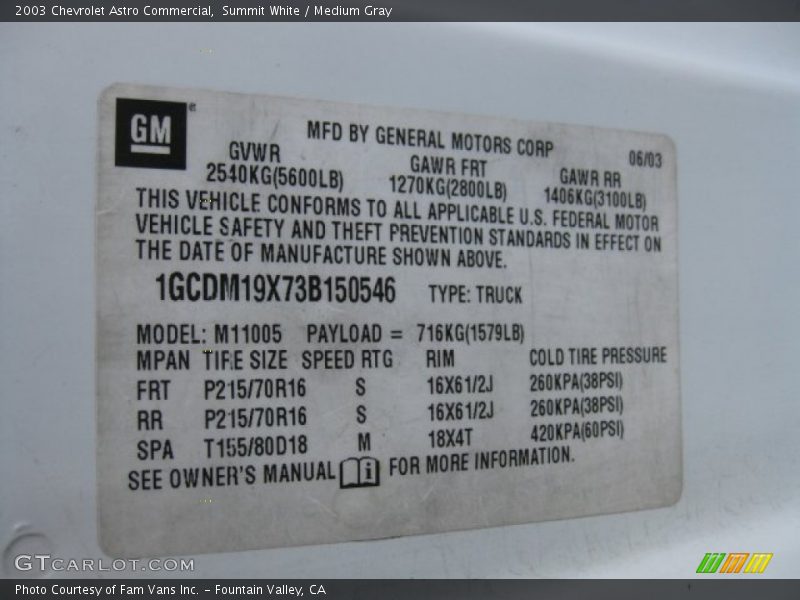 2003 Chevrolet Astro Commercial,  Summit White / Medium Gray
GM
MFD BY GENERAL MOTORS CORP
06/03
GVWR GAWR FRT GAWR RR
2540KG(5600LB) 1270KG(2800LB) 1406KG(3100LB)
THIS VEHICLE CONFORMS TO ALL APPLICABLE U.S. FEDERAL MOTOR
VEHICLE SAFETY AND THEFT PREVENTION STANDARDS IN EFFECT ON
THE DATE OF MANUFACTURE SHOWN ABOVE.
1GCDM19X73B150546 TYPE: TRUCK
MODEL: M11005 PAYLOAD = 716KG(1579LB)
MPAN TIRE SIZE SPEED RTG RIM COLD TIRE PRESSURE
FRT P215/70R16 S 16X61/2J 260KPA(38PSI)
RR P215/70R16 S 16X61/2J 260KPA(38PSI)
SPA T155/80D18 M 18X4T 420KPA(60PSI)
SEE OWNER'S MANUAL i FOR MORE INFORMATION.
GTCARLOT.COM
Photo Courtesy of Fam Vans Inc. – Fountain Valley, CA